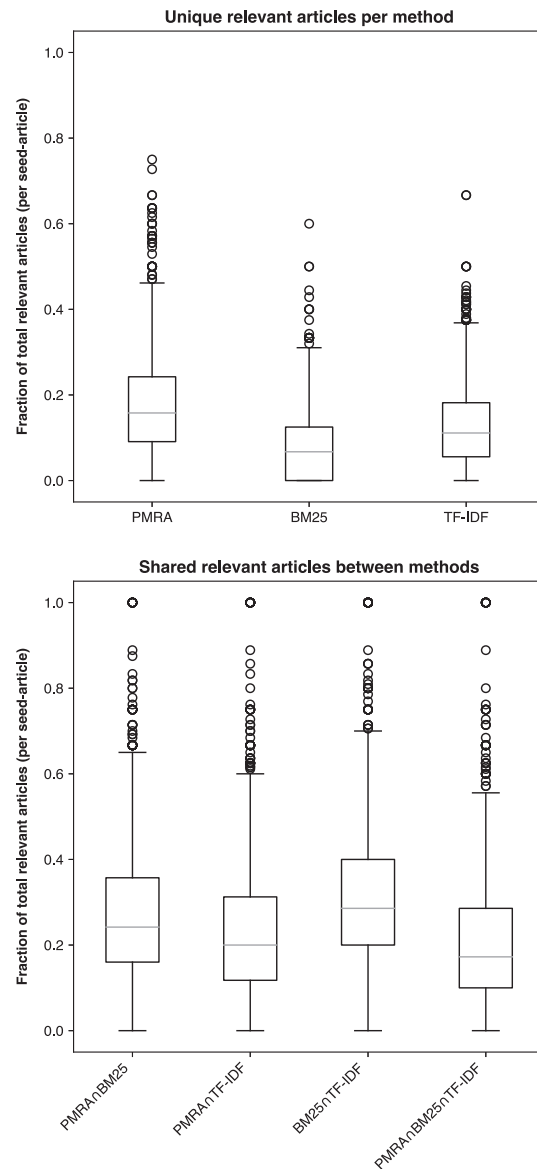 Unique relevant articles per method
Fraction of total relevant articles (per seed-article)
1.0
0.8
0.6
0.4
0.2
0.0
PMRA
BM25
TF-IDF
Shared relevant articles between methods
Fraction of total relevant articles (per seed-article)
1.0
0.8
0.6
0.4
0.2
0.0
PMRA∩BM25
PMRA∩TF-IDF
BM25∩TF-IDF
PMRA∩BM25∩TF-IDF